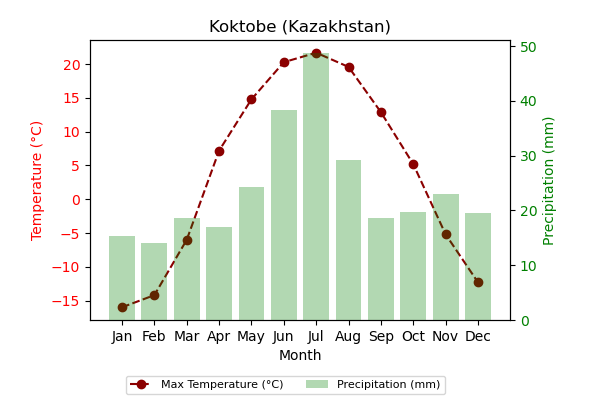 Koktobe (Kazakhstan)
Temperature (°C)
20
15
10
5
0
−5
−10
−15
50
40
30
20
10
0
Precipitation (mm)
Jan Feb Mar Apr May Jun Jul Aug Sep Oct Nov Dec
Month
Max Temperature (°C) Precipitation (mm)